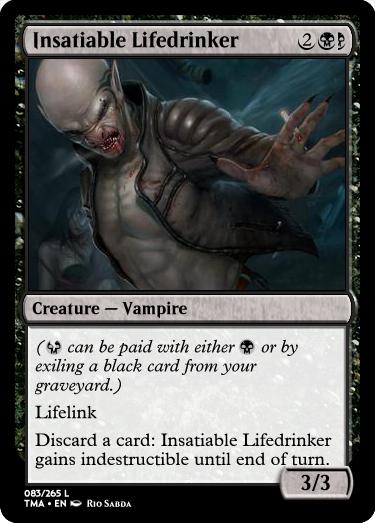 Insatiable Lifedrinker 2
Creature — Vampire
( can be paid with either or by
exiling a black card from your
graveyard.)
Lifelink
Discard a card: Insatiable Lifedrinker
gains indestructible until end of turn.
3/3
083/265 L
TMA • EN Rio Sabda